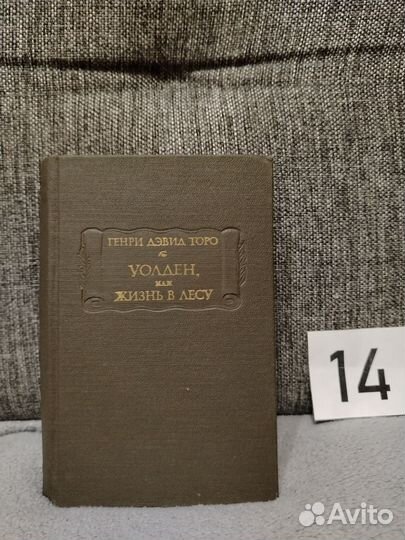 ГЕНРИ ДЭВИД ТОРО
УОЛДЕН,
ИЛИ
ЖИЗНЬ В ЛЕСУ
14
Avito